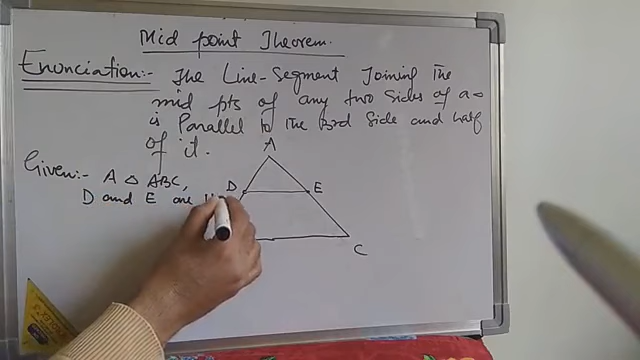 Mid point Theorem.
Enunciation:- The Line-Segment Joining The
mid pts of any two sides of a △
is Parallel to the 3rd Side and half
of it.
A
Given:- A △ ABC,
D E
D and E are
C